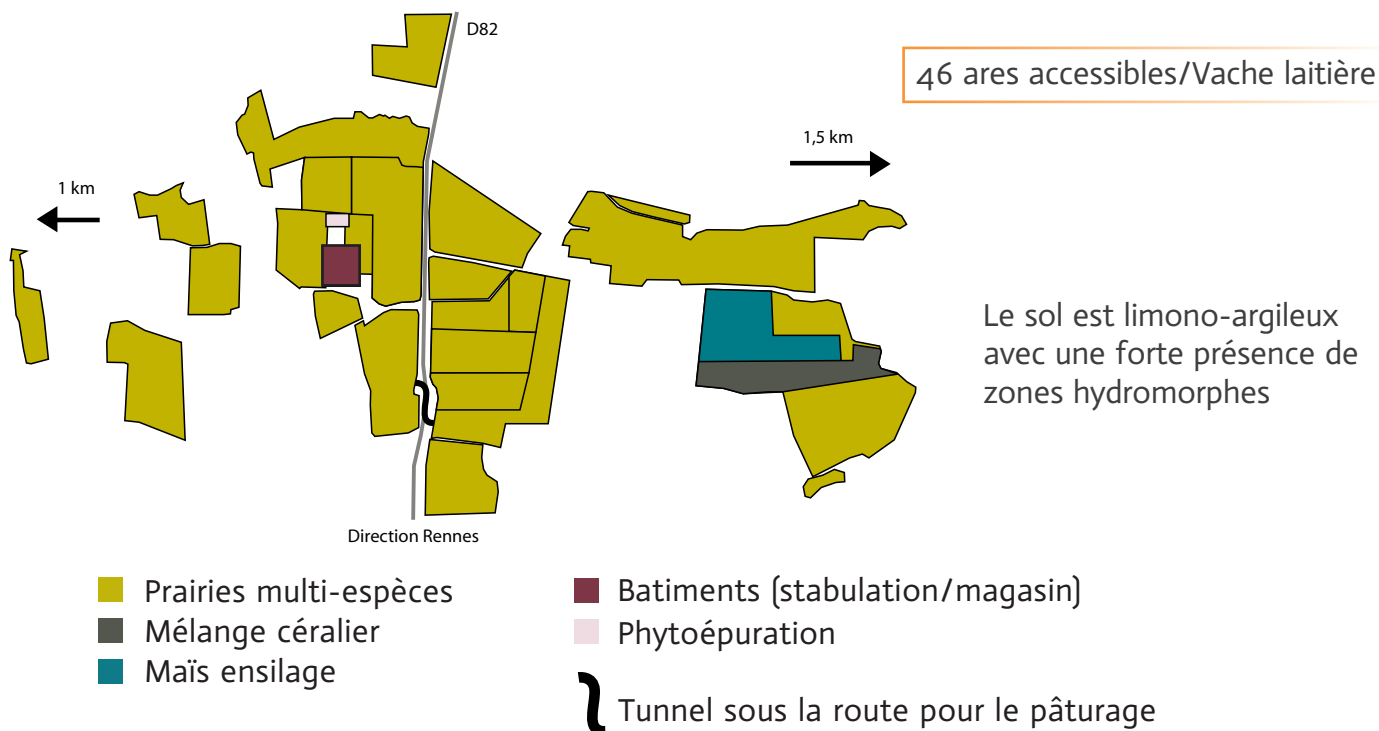 D82
46 ares accessibles/Vache laitière
1,5 km
1 km
Le sol est limono-argileux
avec une forte présence de
zones hydromorphes
Direction Rennes
Prairies multi-espèces
Mélange céralier
Maïs ensilage
Batiments (stabulation/magasin)
Phytoépuration
Tunnel sous la route pour le pâturage